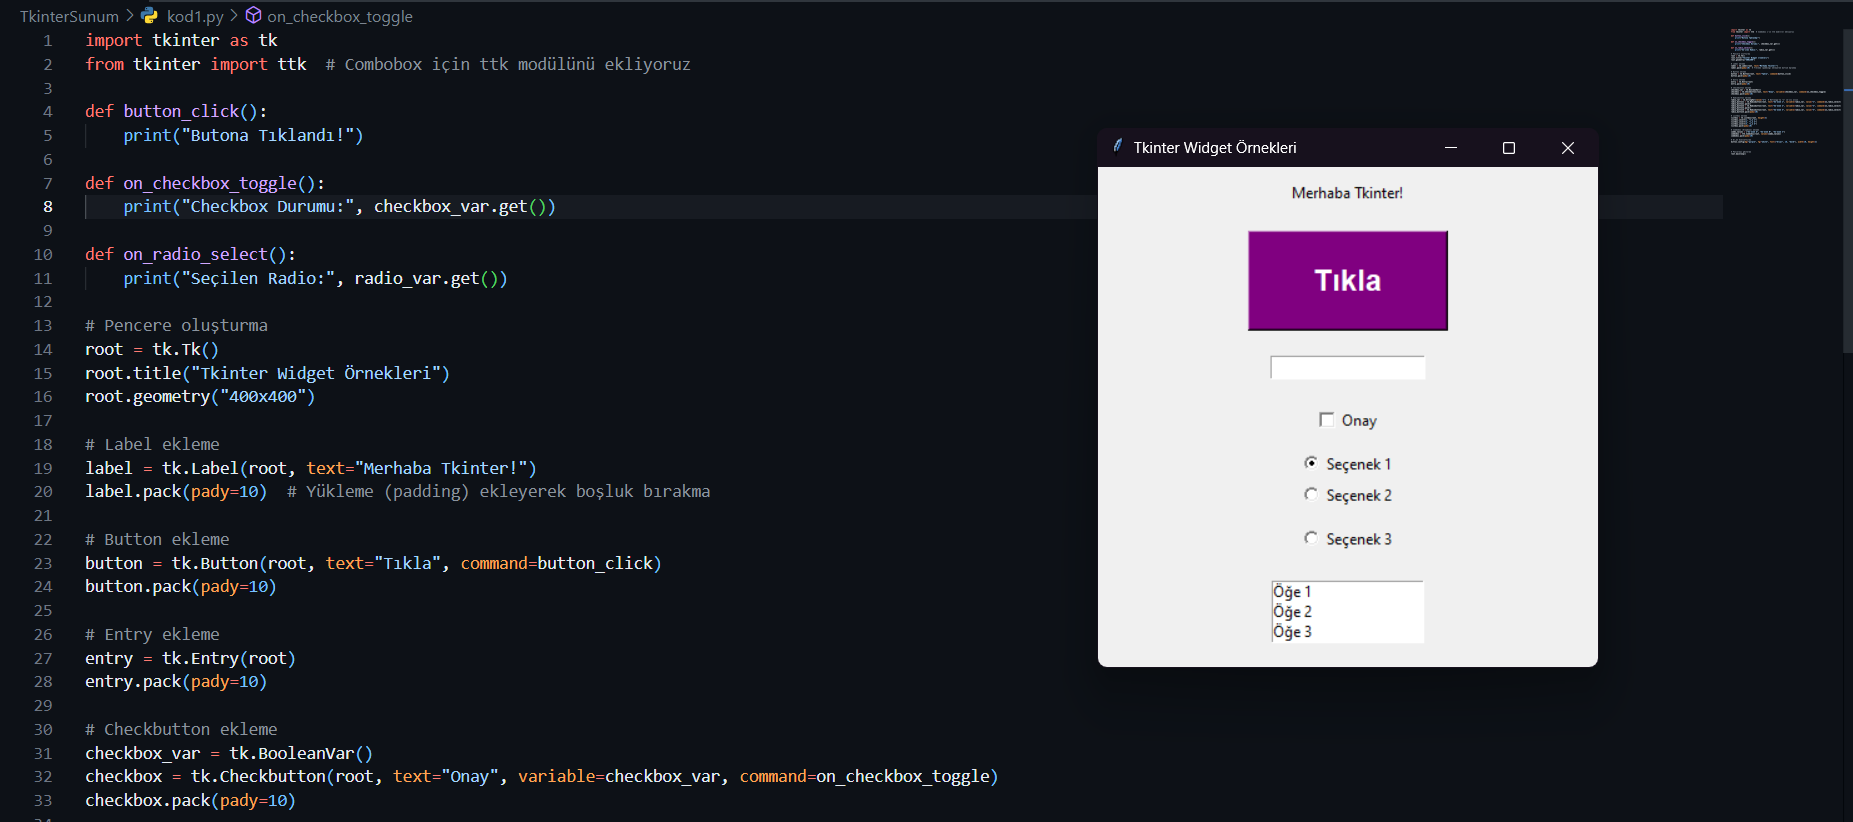 TkinterSunum > kod1.py > on_checkbox_toggle
1 import tkinter as tk
2 from tkinter import ttk  # Combobox için ttk modülünü ekliyoruz
3
4 def button_click():
5     print("Butona Tıklandı!")
6
7 def on_checkbox_toggle():
8     print("Checkbox Durumu:", checkbox_var.get())
9
10 def on_radio_select():
11     print("Seçilen Radio:", radio_var.get())
12
13 # Pencere oluşturma
14 root = tk.Tk()
15 root.title("Tkinter Widget Örnekleri")
16 root.geometry("400x400")
17
18 # Label ekleme
19 label = tk.Label(root, text="Merhaba Tkinter!")
20 label.pack(pady=10)  # Yükleme (padding) ekleyerek boşluk bırakma
21
22 # Button ekleme
23 button = tk.Button(root, text="Tıkla", command=button_click)
24 button.pack(pady=10)
25
26 # Entry ekleme
27 entry = tk.Entry(root)
28 entry.pack(pady=10)
29
30 # Checkbutton ekleme
31 checkbox_var = tk.BooleanVar()
32 checkbox = tk.Checkbutton(root, text="Onay", variable=checkbox_var, command=on_checkbox_toggle)
33 checkbox.pack(pady=10)
Tkinter Widget Örnekleri
Merhaba Tkinter!
Tıkla
Onay
Seçenek 1
Seçenek 2
Seçenek 3
Öğe 1
Öğe 2
Öğe 3